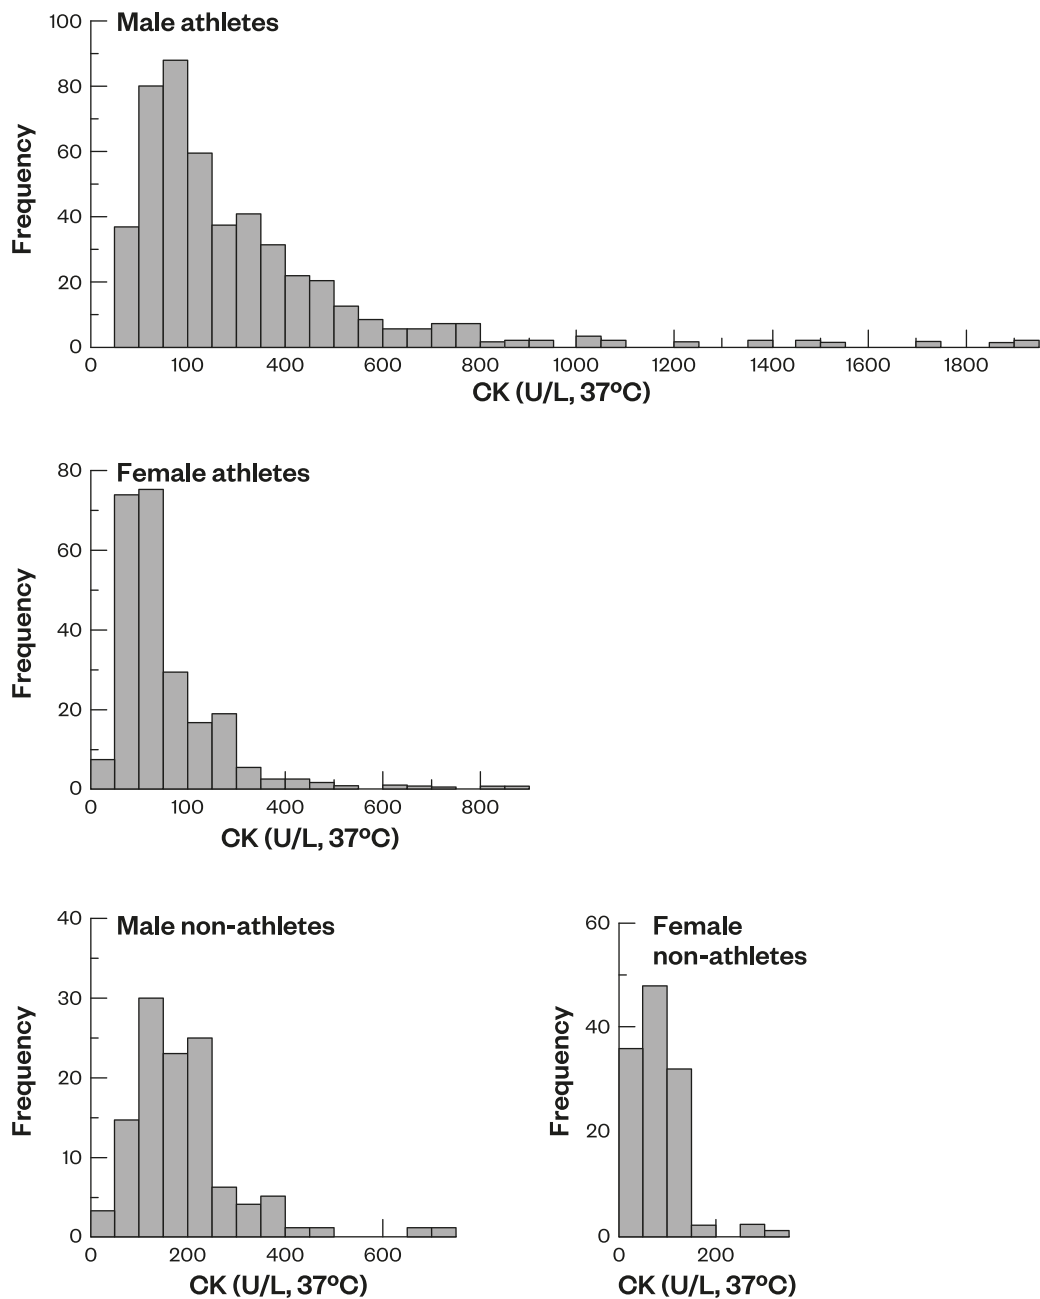 Male athletes
Frequency
100
80
60
40
20
0
0 100 400 600 800 1000 1200 1400 1600 1800
CK (U/L, 37ºC)
Female athletes
Frequency
80
60
40
20
0
0 100 400 600 800
CK (U/L, 37ºC)
Male non-athletes
Frequency
40
30
20
10
0
0 200 400 600
CK (U/L, 37ºC)
Female
non-athletes
Frequency
60
40
20
0
0 200
CK (U/L, 37ºC)